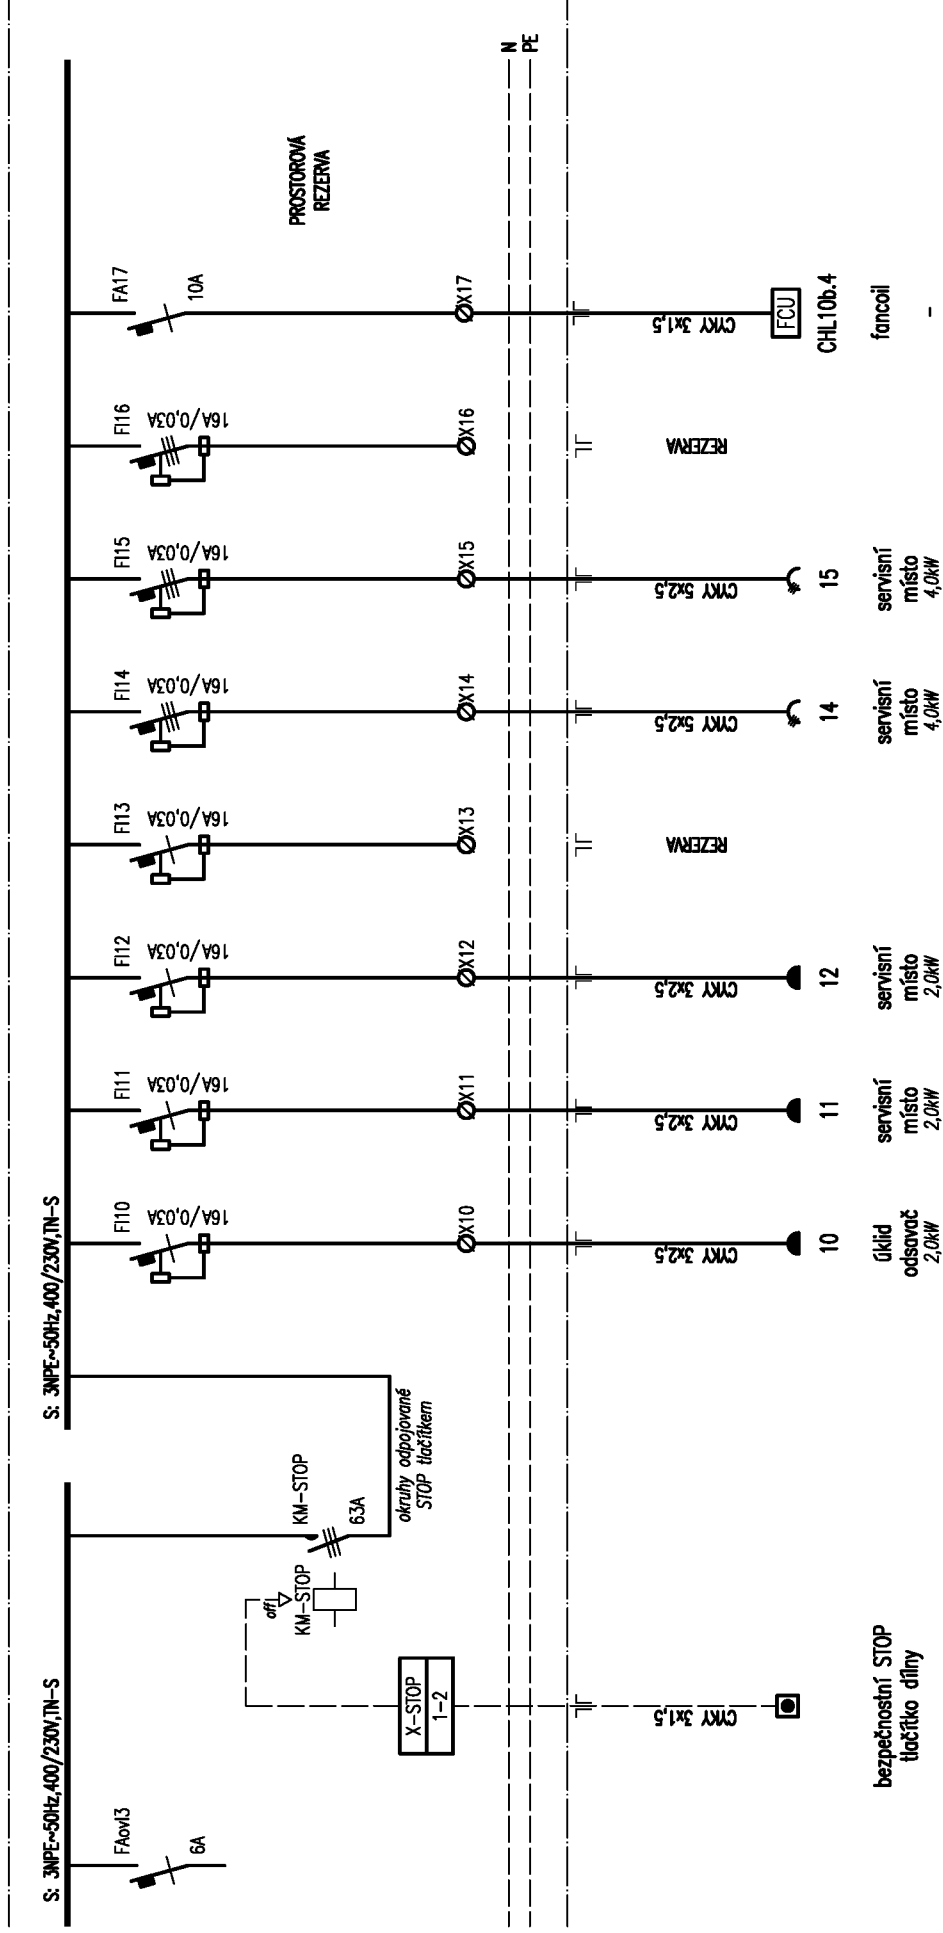 S: 3NPE~50Hz,400/230V,TN-S
FAovl3
6A
X-STOP
1-2
CYKY 3x1,5
bezpečnostní STOP
tlačítko dílny
off
KM-STOP
KM-STOP
63A
okruhy odpojované
STOP tlačítkem
S: 3NPE~50Hz,400/230V,TN-S
FI10
16A/0,03A
X10
CYKY 3x2,5
10
úklid
odsavač
2,0kW
FI11
16A/0,03A
X11
CYKY 3x2,5
11
servisní
místo
2,0kW
FI12
16A/0,03A
X12
CYKY 3x2,5
12
servisní
místo
2,0kW
FI13
16A/0,03A
X13
REZERVA
FI14
16A/0,03A
X14
CYKY 5x2,5
14
servisní
místo
4,0kW
FI15
16A/0,03A
X15
CYKY 5x2,5
15
servisní
místo
4,0kW
FI16
16A/0,03A
X16
REZERVA
FA17
10A
X17
CYKY 3x1,5
FCU
CHL10b.4
fancoil
-
PROSTOROVÁ
REZERVA
N
PE